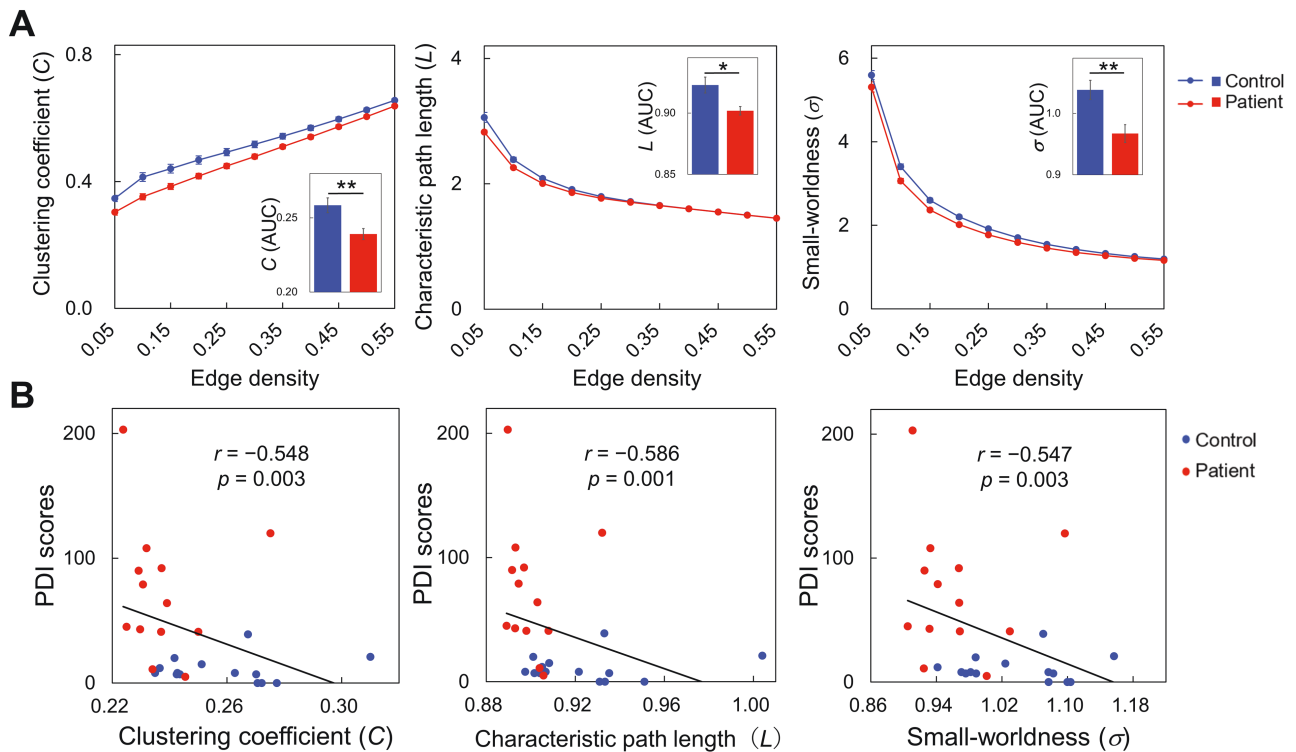 A
Clustering coefficient (C)
0.8
0.4
0.0
0.05
0.15
0.25
0.35
0.45
0.55
Edge density
C (AUC)
0.25
0.20
**
Characteristic path length (L)
4
2
0
0.05
0.15
0.25
0.35
0.45
0.55
Edge density
L (AUC)
0.90
0.85
*
Small-worldness (σ)
6
4
2
0
0.05
0.15
0.25
0.35
0.45
0.55
Edge density
σ (AUC)
1.0
0.9
**
Control
Patient
B
PDI scores
200
100
0
r = −0.548
p = 0.003
0.22
0.26
0.30
Clustering coefficient (C)
PDI scores
200
100
0
r = −0.586
p = 0.001
0.88
0.92
0.96
1.00
Characteristic path length (L)
PDI scores
200
100
0
r = −0.547
p = 0.003
0.86
0.94
1.02
1.10
1.18
Small-worldness (σ)
Control
Patient